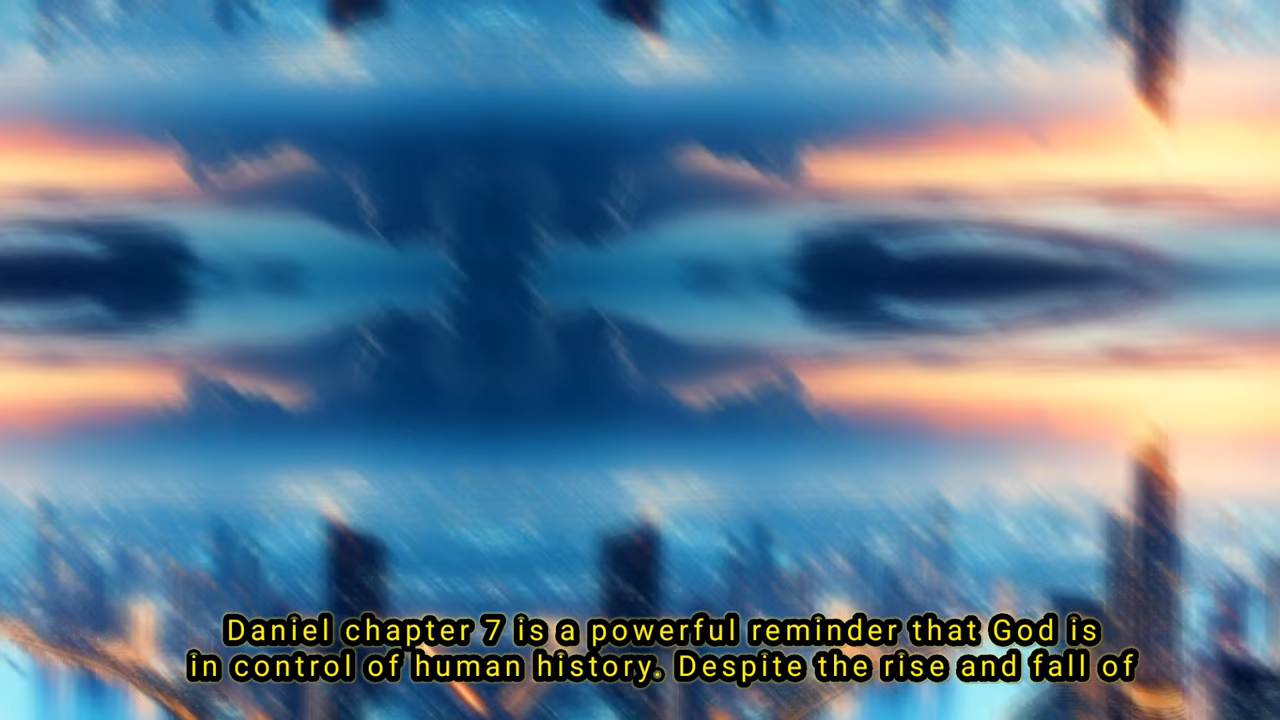 Daniel chapter 7 is a powerful reminder that God is
in control of human history. Despite the rise and fall of